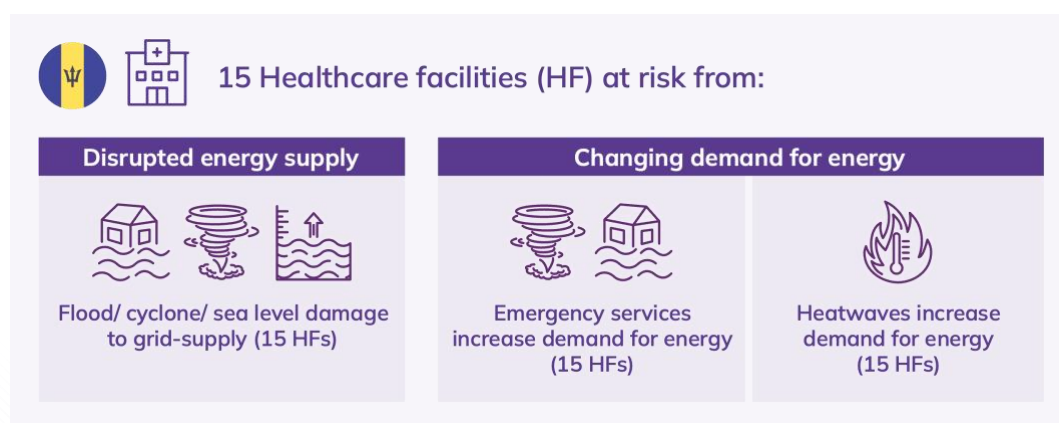 15 Healthcare facilities (HF) at risk from:
Disrupted energy supply
Flood/ cyclone/ sea level damage
to grid-supply (15 HFs)
Changing demand for energy
Emergency services
increase demand for energy
(15 HFs)
Heatwaves increase
demand for energy
(15 HFs)